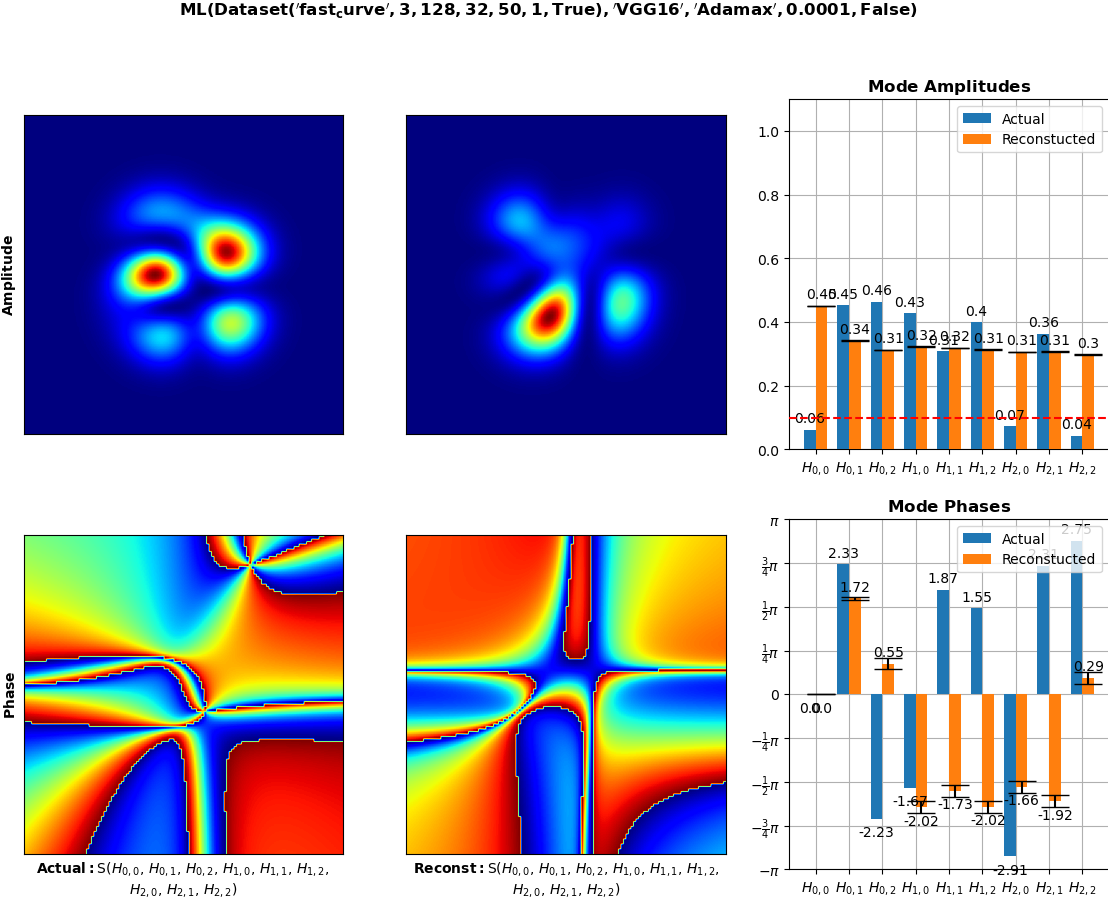 ML(Dataset('fast_curve', 3, 128, 32, 50, 1, True), 'VGG16', 'Adamax', 0.0001, False)
Amplitude
Mode Amplitudes
Actual
Reconstucted
1.0
0.8
0.6
0.4
0.2
0.0
0.06 0.45 0.46 0.43 0.31 0.4 0.07 0.36 0.04
0.45 0.34 0.31 0.32 0.32 0.31 0.31 0.31 0.3
H0,0 H0,1 H0,2 H1,0 H1,1 H1,2 H2,0 H2,1 H2,2
Phase
Mode Phases
Actual
Reconstucted
π
3/4π
1/2π
1/4π
0
−1/4π
−1/2π
−3/4π
−π
0.0 2.33 -2.23 -1.67 1.87 1.55 -2.91 2.31 2.75
0.0 1.72 0.55 -2.02 -1.73 -2.02 -1.66 -1.92 0.29
H0,0 H0,1 H0,2 H1,0 H1,1 H1,2 H2,0 H2,1 H2,2
Actual: S(H0,0, H0,1, H0,2, H1,0, H1,1, H1,2,
H2,0, H2,1, H2,2)
Reconst: S(H0,0, H0,1, H0,2, H1,0, H1,1, H1,2,
H2,0, H2,1, H2,2)